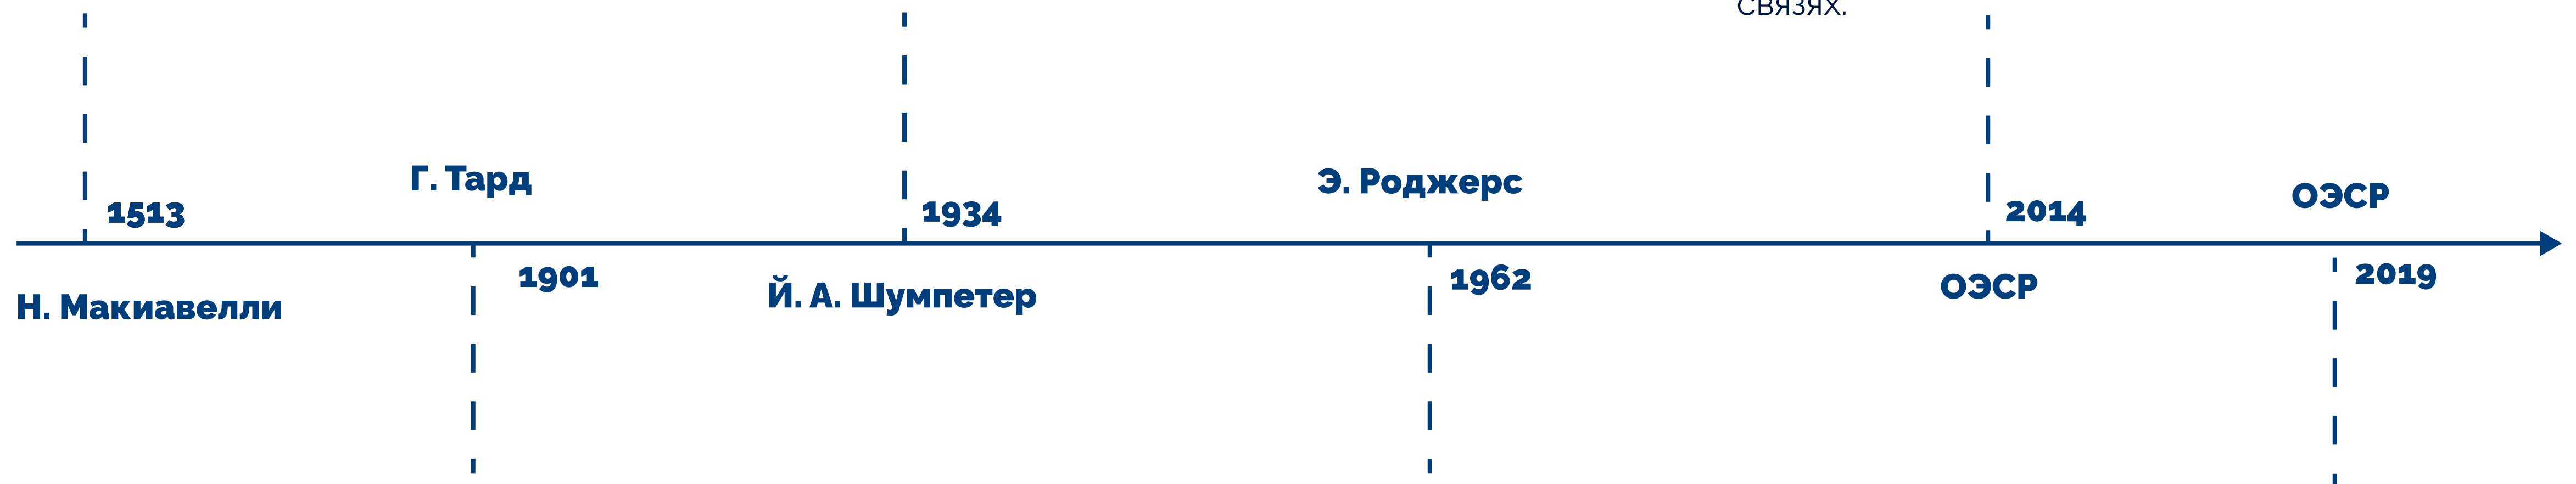 связях.
Г. Тард
Э. Роджерс
ОЭСР
1513
1934
2014
1901
1962
2019
Н. Макиавелли
Й. А. Шумпетер
ОЭСР